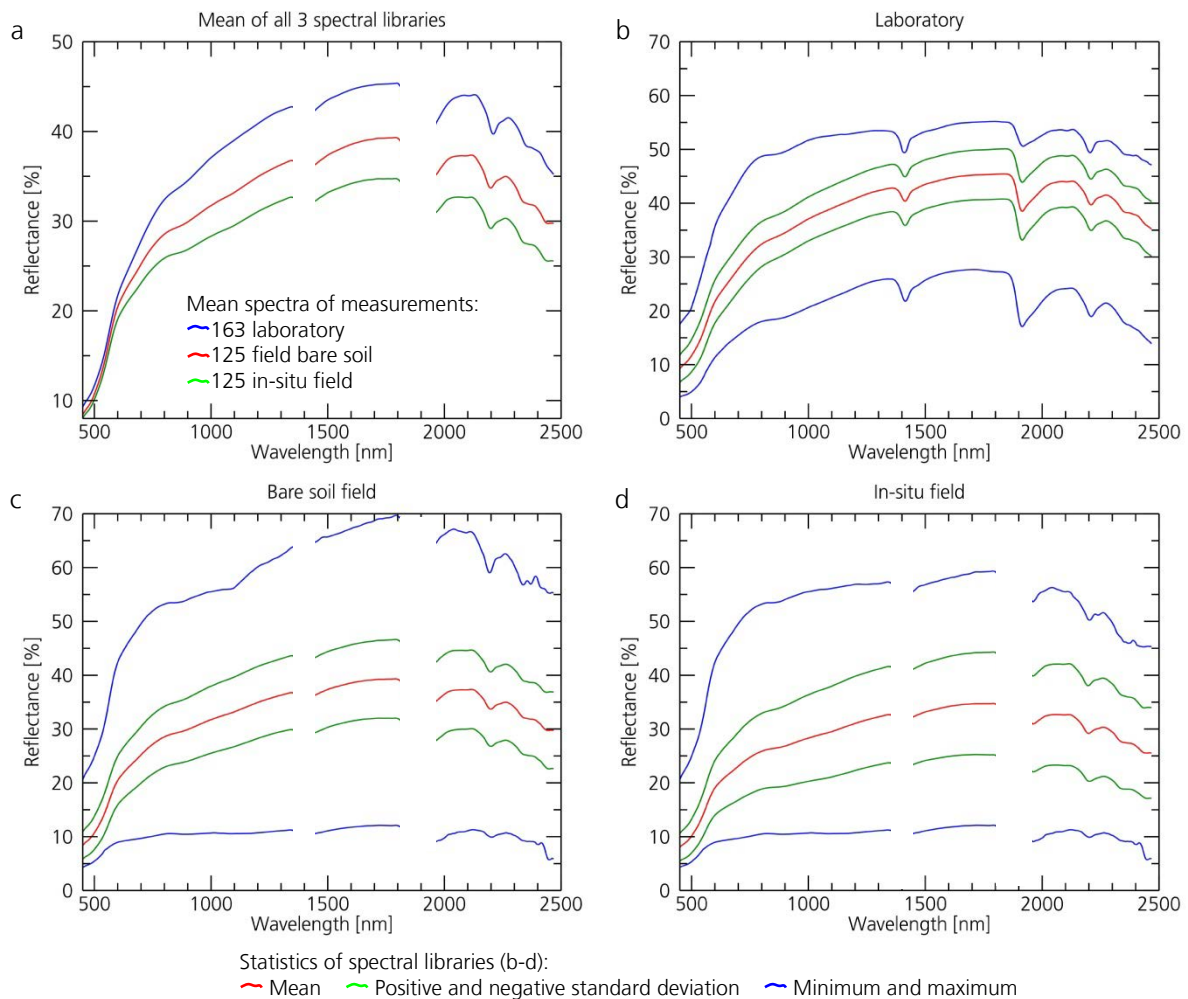 a
Mean of all 3 spectral libraries
50
40
30
20
10
Reflectance [%]
Mean spectra of measurements:
163 laboratory
125 field bare soil
125 in-situ field
500 1000 1500 2000 2500
Wavelength [nm]
b
Laboratory
70
60
50
40
30
20
10
0
Reflectance [%]
500 1000 1500 2000 2500
Wavelength [nm]
c
Bare soil field
70
60
50
40
30
20
10
0
Reflectance [%]
500 1000 1500 2000 2500
Wavelength [nm]
d
In-situ field
70
60
50
40
30
20
10
0
Reflectance [%]
500 1000 1500 2000 2500
Wavelength [nm]
Statistics of spectral libraries (b-d):
Mean Positive and negative standard deviation Minimum and maximum